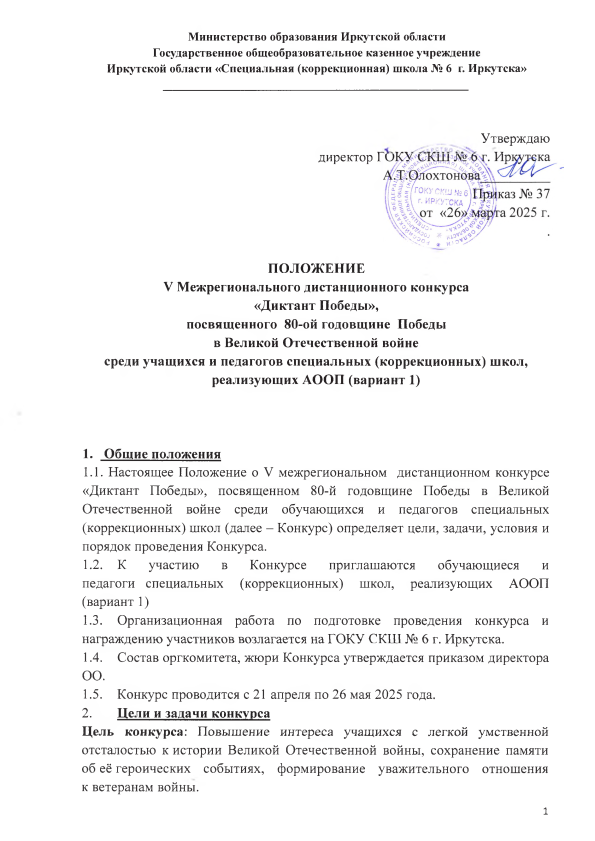 Министерство образования Иркутской области
Государственное общеобразовательное казенное учреждение
Иркутской области «Специальная (коррекционная) школа № 6 г. Иркутска»
Утверждаю
директор ГОКУ СКШ № 6 г. Иркутска
А.Т.Олохтонова
Приказ № 37
от «26» марта 2025 г.
ГОКУ СКШ № 6
г. ИРКУТСКА
ПОЛОЖЕНИЕ
V Межрегионального дистанционного конкурса
«Диктант Победы»,
посвященного 80-ой годовщине Победы
в Великой Отечественной войне
среди учащихся и педагогов специальных (коррекционных) школ,
реализующих АООП (вариант 1)
1. Общие положения
1.1. Настоящее Положение о V межрегиональном дистанционном конкурсе
«Диктант Победы», посвященном 80-й годовщине Победы в Великой
Отечественной войне среди обучающихся и педагогов специальных
(коррекционных) школ (далее – Конкурс) определяет цели, задачи, условия и
порядок проведения Конкурса.
1.2. К участию в Конкурсе приглашаются обучающиеся и
педагоги специальных (коррекционных) школ, реализующих АООП
(вариант 1)
1.3. Организационная работа по подготовке проведения конкурса и
награждению участников возлагается на ГОКУ СКШ № 6 г. Иркутска.
1.4. Состав оргкомитета, жюри Конкурса утверждается приказом директора
ОО.
1.5. Конкурс проводится с 21 апреля по 26 мая 2025 года.
2. Цели и задачи конкурса
Цель конкурса: Повышение интереса учащихся с легкой умственной
отсталостью к истории Великой Отечественной войны, сохранение памяти
об её героических событиях, формирование уважительного отношения
к ветеранам войны.
1